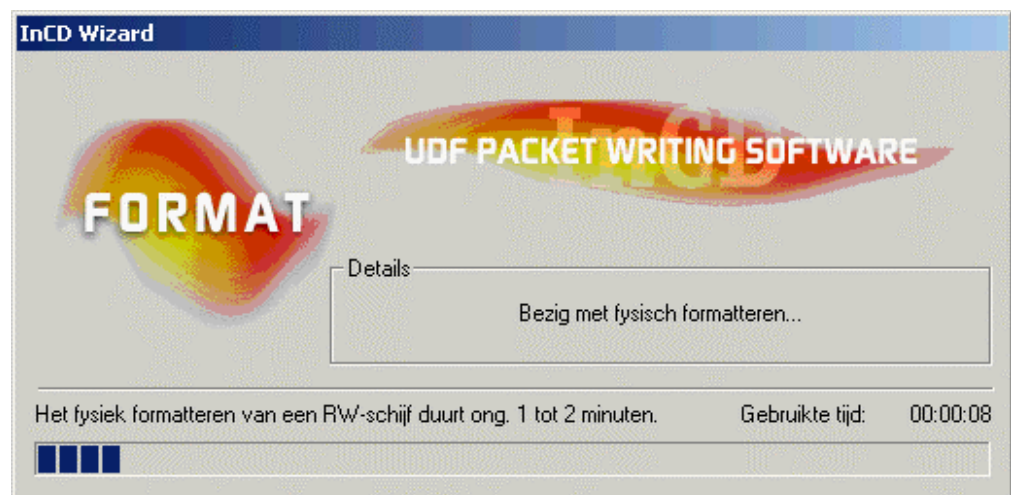 InCD Wizard
InCD
UDF PACKET WRITING SOFTWARE
FORMAT
Details
Bezig met fysisch formatteren...
Het fysiek formatteren van een RW-schijf duurt ong. 1 tot 2 minuten. Gebruikte tijd: 00:00:08